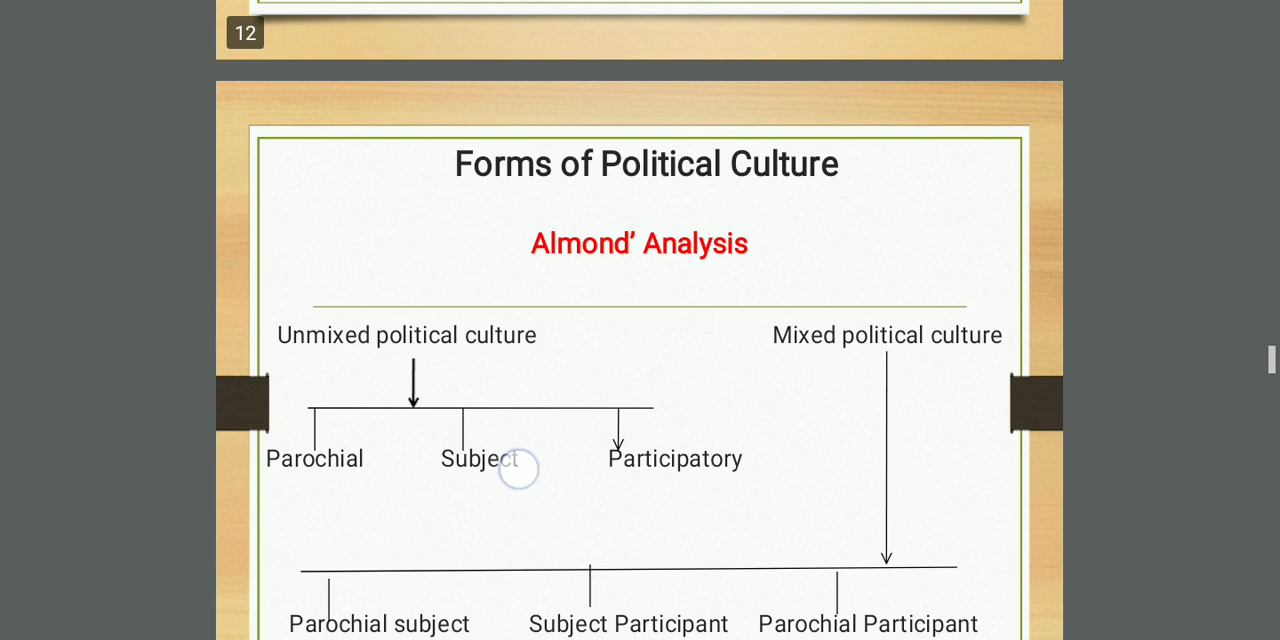 12
Forms of Political Culture
Almond’ Analysis
Unmixed political culture
Mixed political culture
Parochial
Subject
Participatory
Parochial subject
Subject Participant
Parochial Participant